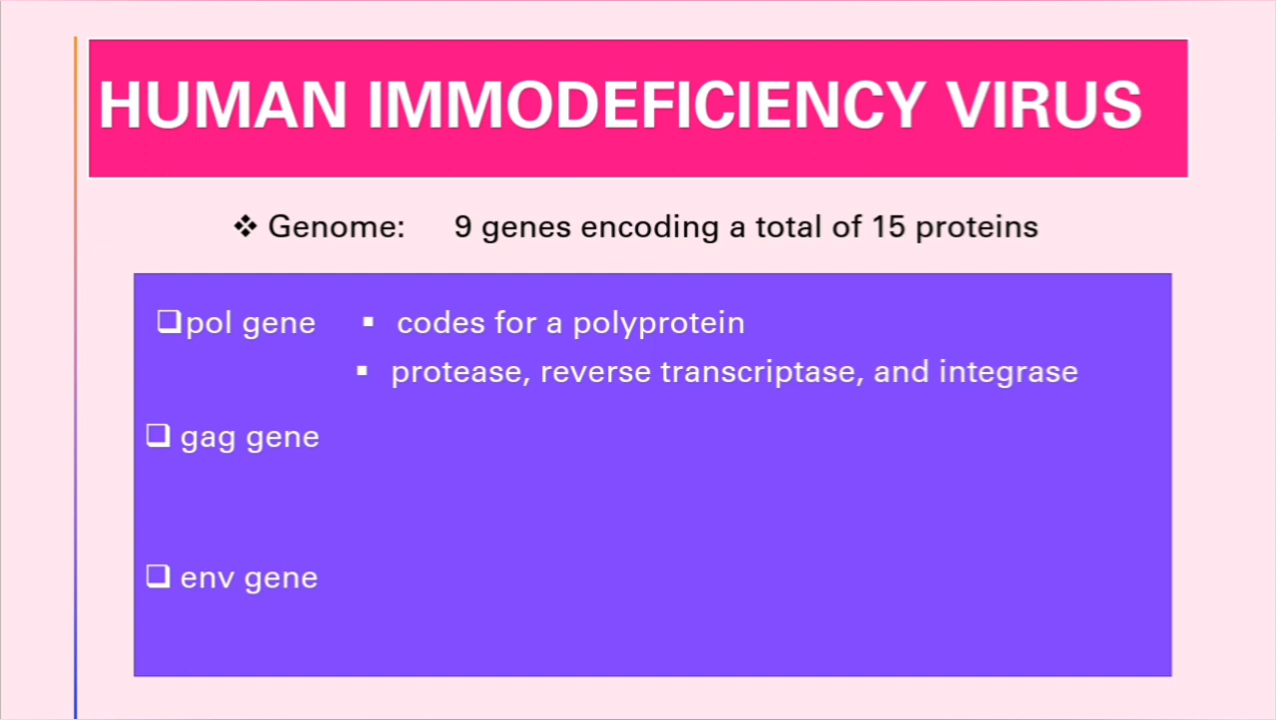 HUMAN IMMODEFICIENCY VIRUS
❖ Genome: 9 genes encoding a total of 15 proteins
❑pol gene ▪ codes for a polyprotein
▪ protease, reverse transcriptase, and integrase
❑ gag gene
❑ env gene